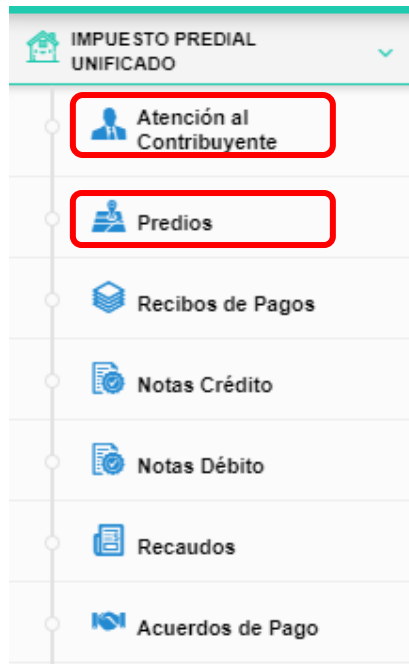 IMPUESTO PREDIAL
UNIFICADO
Atención al
Contribuyente
Predios
Recibos de Pagos
Notas Crédito
Notas Débito
Recaudos
Acuerdos de Pago